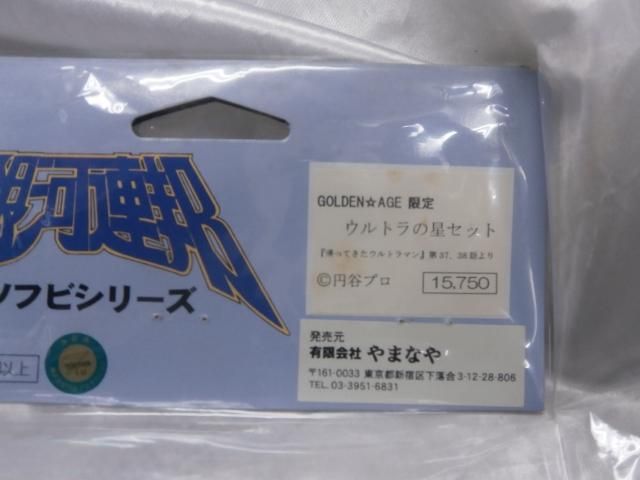 銀河連邦
ソフビシリーズ
以上
GOLDEN☆AGE 限定
ウルトラの星セット
『帰ってきたウルトラマン』第37、38話より
©円谷プロ 15,750
発売元
有限会社 やまなや
〒161-0033 東京都新宿区下落合3-12-28-806
TEL. 03-3951-6831